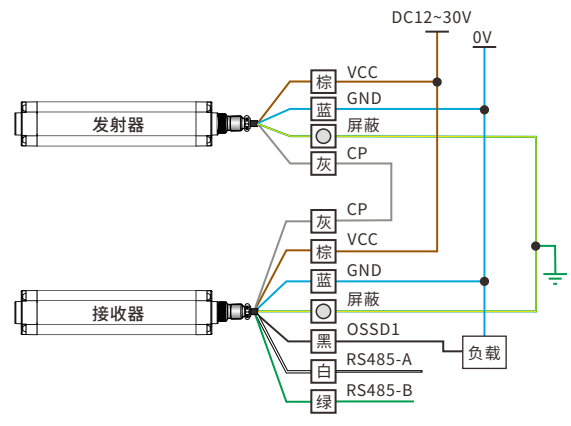 DC12~30V
0V
棕 VCC
蓝 GND
发射器
屏蔽
灰 CP
灰 CP
棕 VCC
蓝 GND
屏蔽
接收器
黑 OSSD1
负载
白 RS485-A
绿 RS485-B